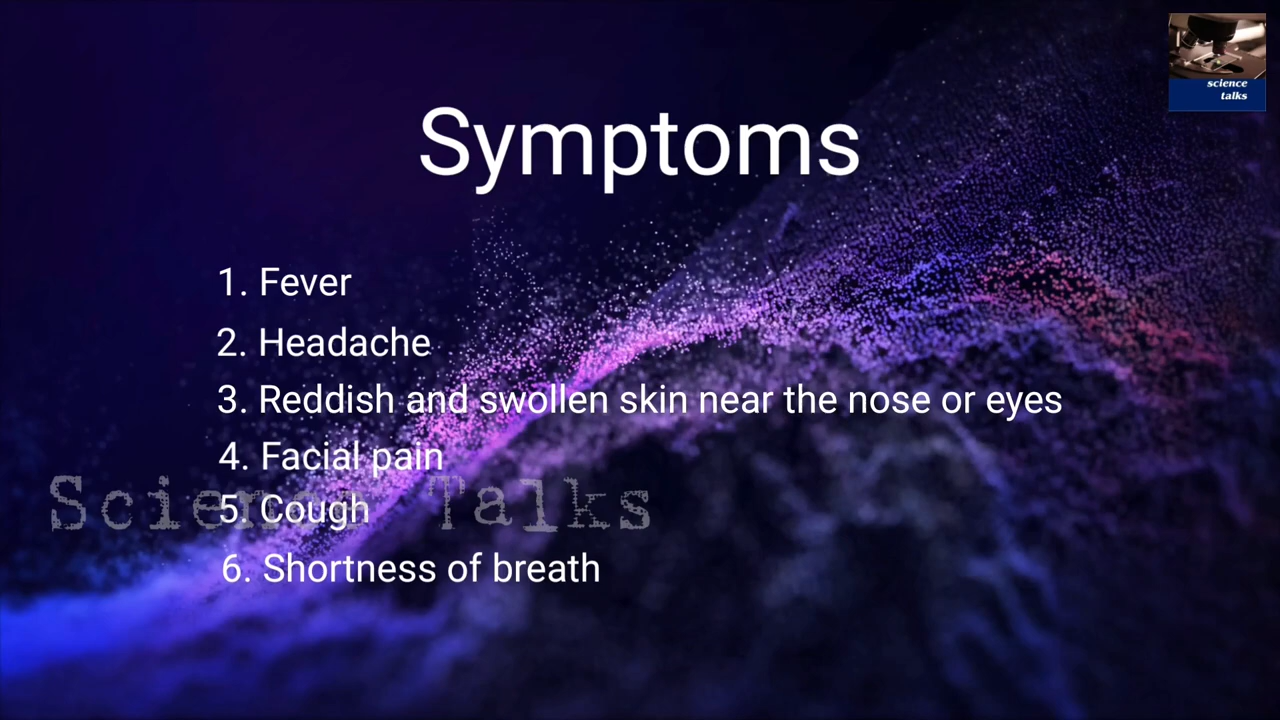 science
talks
Symptoms
1. Fever
2. Headache
3. Reddish and swollen skin near the nose or eyes
4. Facial pain
Science Talks
5. Cough
6. Shortness of breath